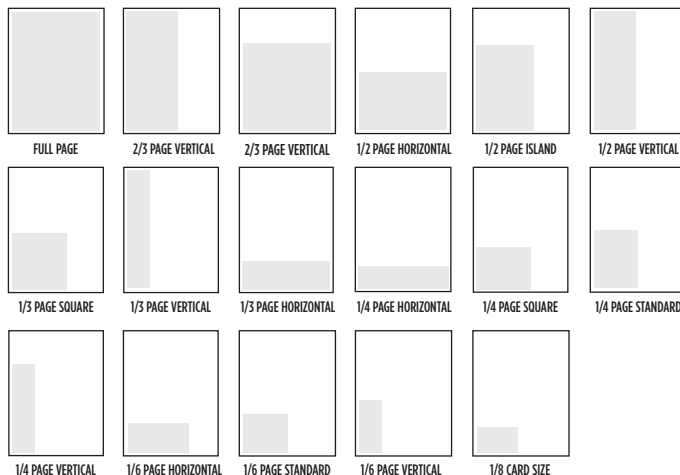 FULL PAGE
2/3 PAGE VERTICAL
2/3 PAGE VERTICAL
1/2 PAGE HORIZONTAL
1/2 PAGE ISLAND
1/2 PAGE VERTICAL
1/3 PAGE SQUARE
1/3 PAGE VERTICAL
1/3 PAGE HORIZONTAL
1/4 PAGE HORIZONTAL
1/4 PAGE SQUARE
1/4 PAGE STANDARD
1/4 PAGE VERTICAL
1/6 PAGE HORIZONTAL
1/6 PAGE STANDARD
1/6 PAGE VERTICAL
1/8 CARD SIZE